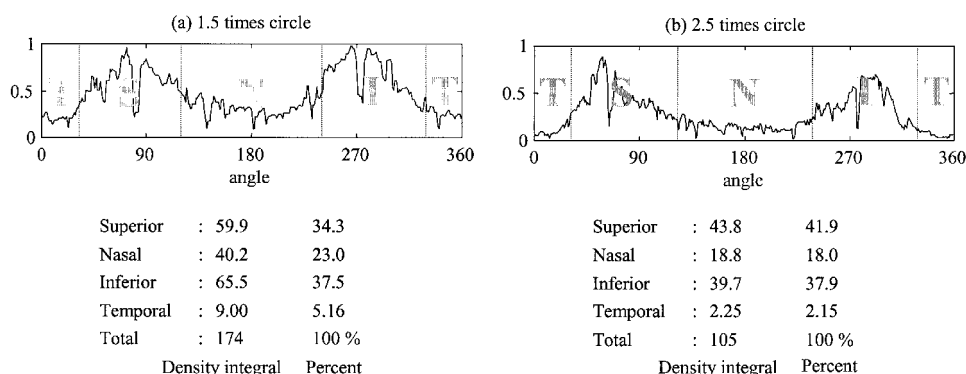 (a) 1.5 times circle
1
0.5
0
T S N I T
0 90 180 270 360
angle
Superior : 59.9 34.3
Nasal : 40.2 23.0
Inferior : 65.5 37.5
Temporal : 9.00 5.16
Total : 174 100 %
Density integral Percent
(b) 2.5 times circle
1
0.5
0
T S N I T
0 90 180 270 360
angle
Superior : 43.8 41.9
Nasal : 18.8 18.0
Inferior : 39.7 37.9
Temporal : 2.25 2.15
Total : 105 100 %
Density integral Percent